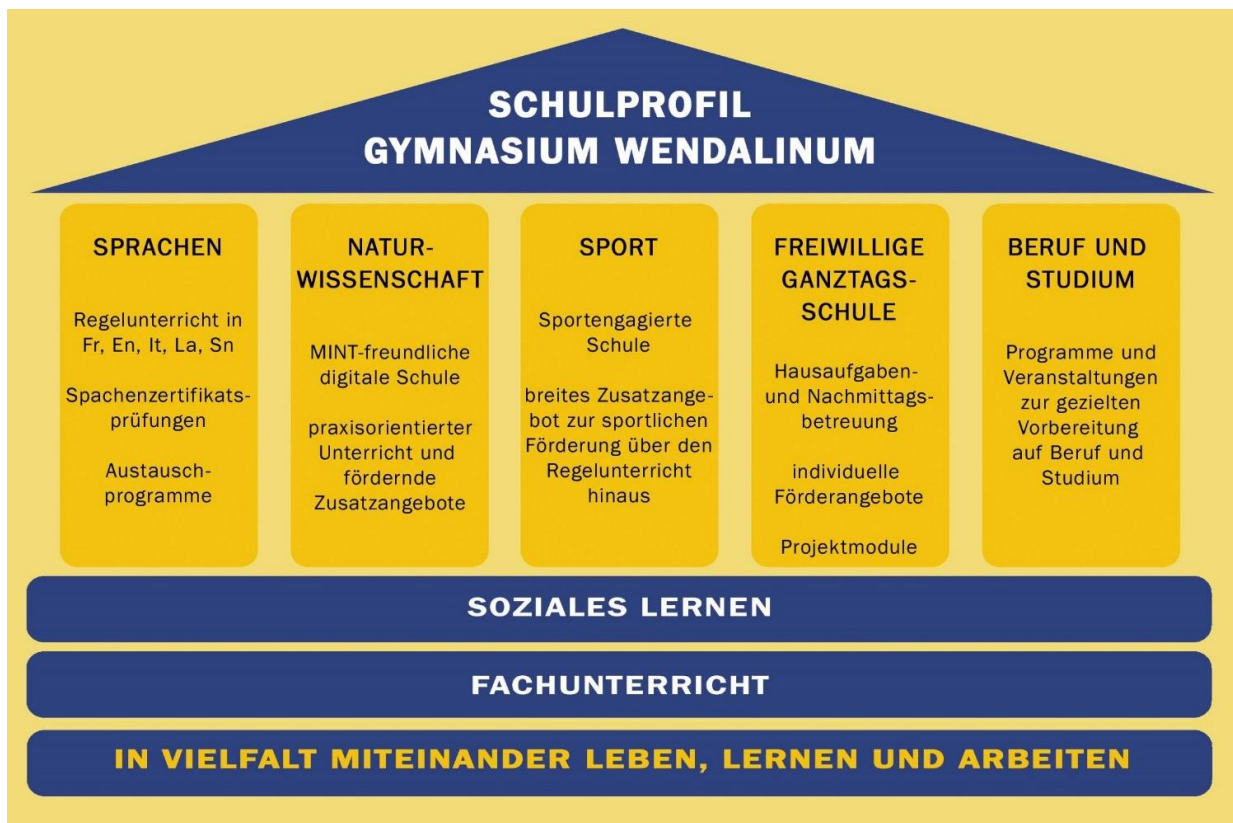 SCHULPROFIL
GYMNASIUM WENDALINUM
SPRACHEN
Regelunterricht in
Fr, En, It, La, Sn
Spachenzertifikats-
prüfungen
Austausch-
programme
NATUR-
WISSENSCHAFT
MINT-freundliche
digitale Schule
praxisorientierter
Unterricht und
fördernde
Zusatzangebote
SPORT
Sportengagierte
Schule
breites Zusatzange-
bot zur sportlichen
Förderung über den
Regelunterricht
hinaus
FREIWILLIGE
GANZTAGS-
SCHULE
Hausaufgaben-
und Nachmittags-
betreuung
individuelle
Förderangebote
Projektmodule
BERUF UND
STUDIUM
Programme und
Veranstaltungen
zur gezielten
Vorbereitung
auf Beruf und
Studium
SOZIALES LERNEN
FACHUNTERRICHT
IN VIELFALT MITEINANDER LEBEN, LERNEN UND ARBEITEN